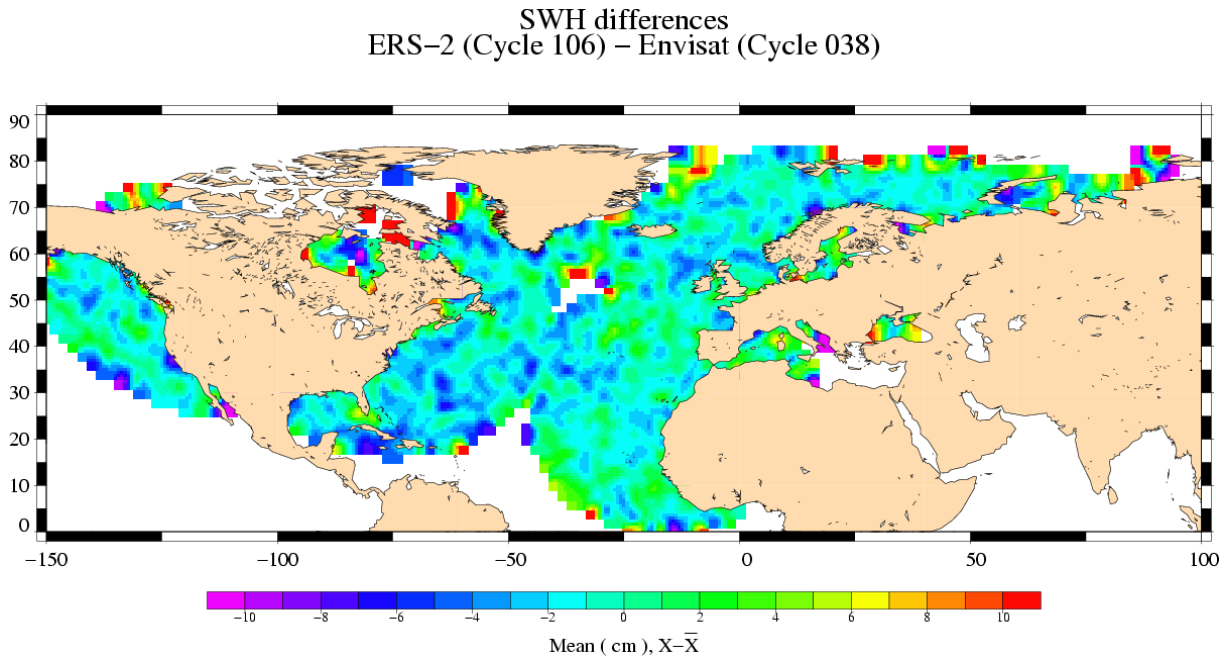 SWH differences
ERS−2 (Cycle 106) − Envisat (Cycle 038)
90
80
70
60
50
40
30
20
10
0
−150 −100 −50 0 50 100
−10 −8 −6 −4 −2 0 2 4 6 8 10
Mean ( cm ), X−X̅